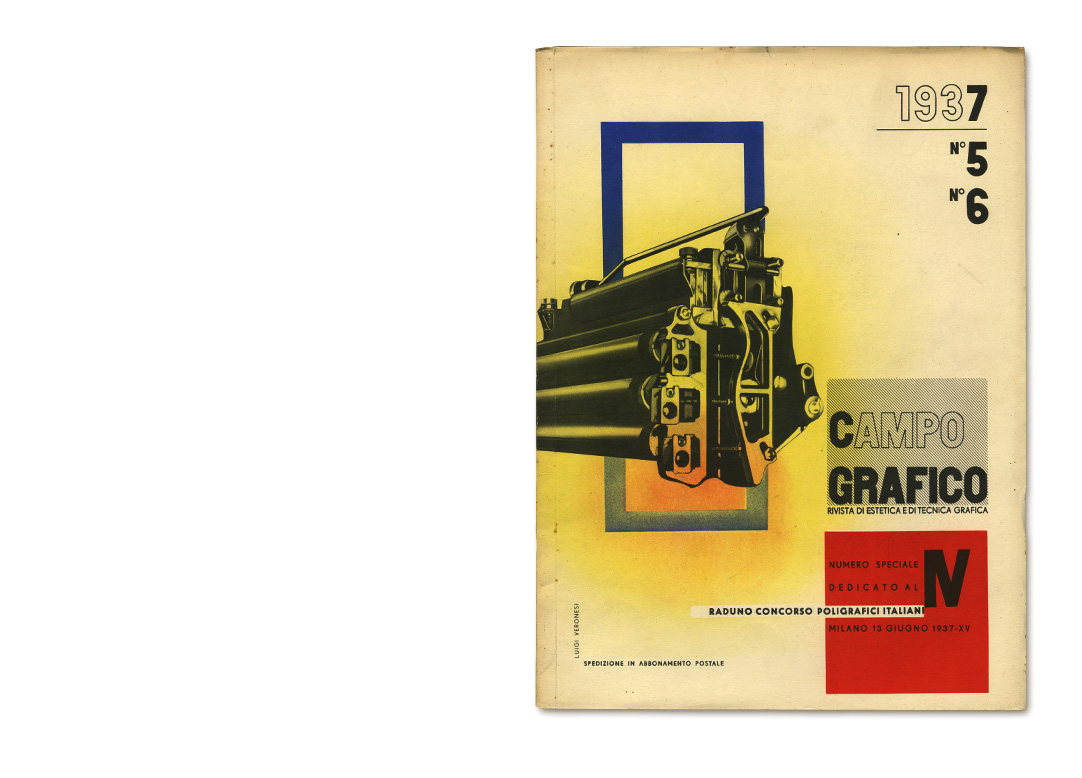 1937
N° 5
N° 6
CAMPO
GRAFICO
RIVISTA DI ESTETICA E DI TECNICA GRAFICA
NUMERO SPECIALE
DEDICATO AL IV
RADUNO CONCORSO POLIGRAFICI ITALIANI
MILANO 13 GIUGNO 1937-XV
LUIGI VERONESI
SPEDIZIONE IN ABBONAMENTO POSTALE